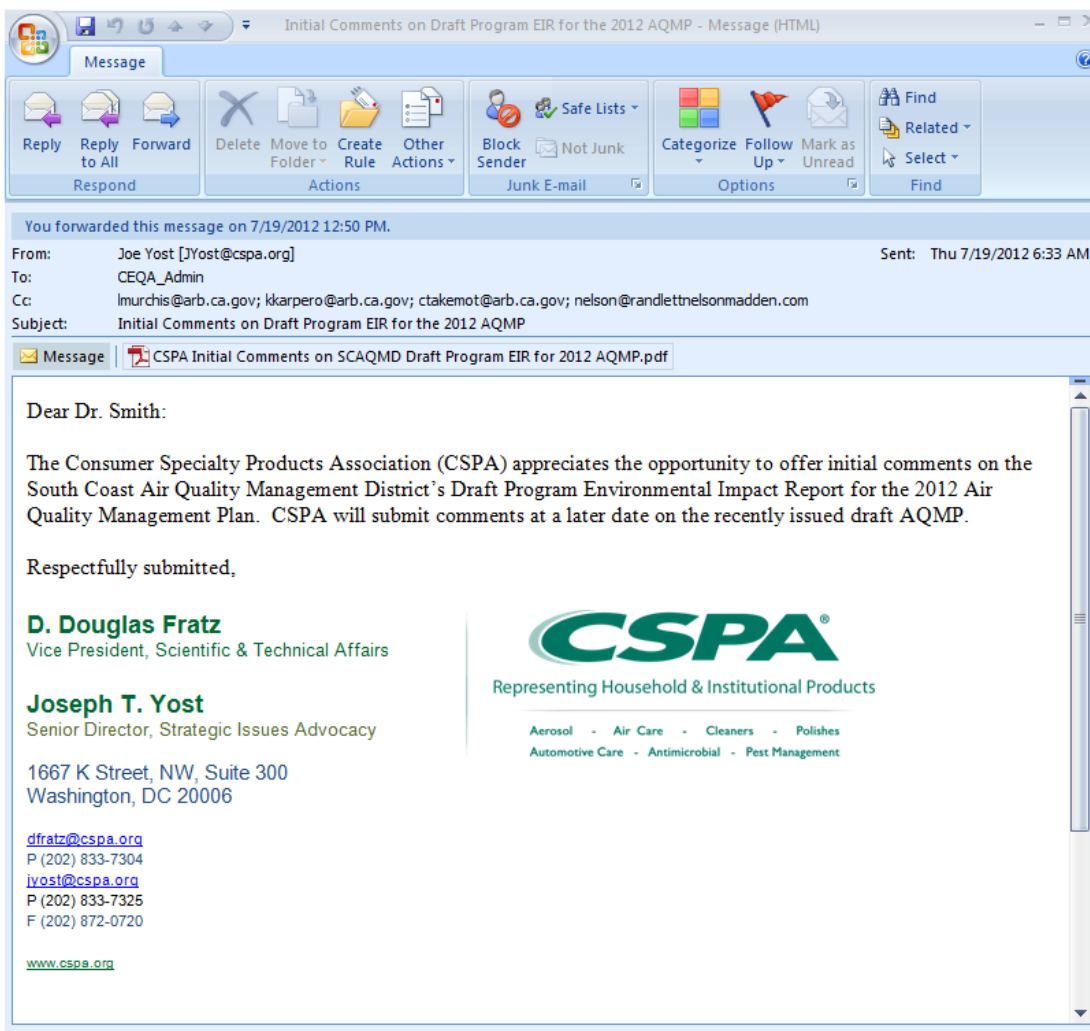 Initial Comments on Draft Program EIR for the 2012 AQMP - Message (HTML)
Message
Reply
Reply to All
Forward
Delete
Move to Folder
Create Rule
Other Actions
Block Sender
Safe Lists
Not Junk
Categorize
Follow Up
Mark as Unread
Find
Related
Select
Respond
Actions
Junk E-mail
Options
Find
You forwarded this message on 7/19/2012 12:50 PM.
From: Joe Yost [JYost@cspa.org]
Sent: Thu 7/19/2012 6:33 AM
To: CEQA_Admin
Cc: lmurchis@arb.ca.gov; kkarpero@arb.ca.gov; ctakemot@arb.ca.gov; nelson@randlettnelsonmadden.com
Subject: Initial Comments on Draft Program EIR for the 2012 AQMP
Message
CSPA Initial Comments on SCAQMD Draft Program EIR for 2012 AQMP.pdf
Dear Dr. Smith:
The Consumer Specialty Products Association (CSPA) appreciates the opportunity to offer initial comments on the
South Coast Air Quality Management District's Draft Program Environmental Impact Report for the 2012 Air
Quality Management Plan.  CSPA will submit comments at a later date on the recently issued draft AQMP.
Respectfully submitted,
D. Douglas Fratz
Vice President, Scientific & Technical Affairs
Joseph T. Yost
Senior Director, Strategic Issues Advocacy
1667 K Street, NW, Suite 300
Washington, DC 20006
dfratz@cspa.org
P (202) 833-7304
jyost@cspa.org
P (202) 833-7325
F (202) 872-0720
www.cspa.org
CSPA®
Representing Household & Institutional Products
Aerosol - Air Care - Cleaners - Polishes
Automotive Care - Antimicrobial - Pest Management